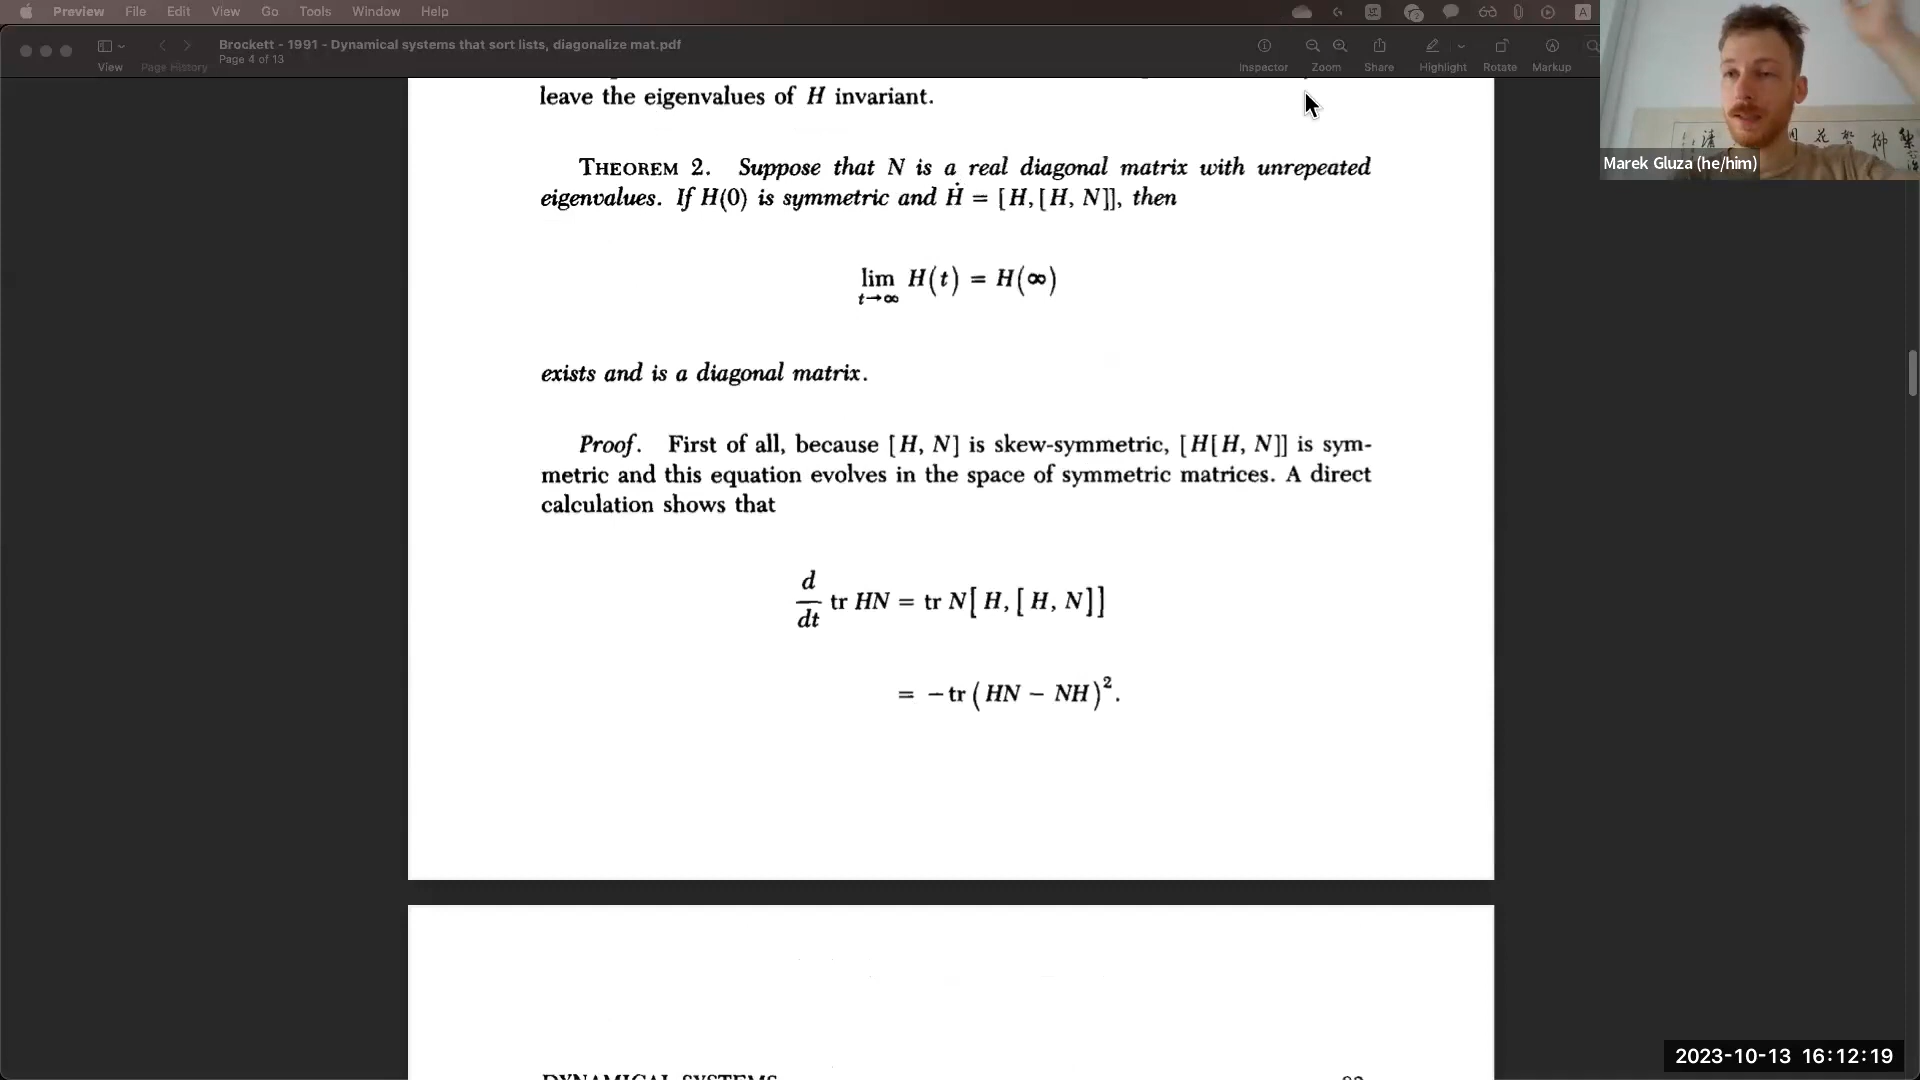 Preview File Edit View Go Tools Window Help
Brockett - 1991 - Dynamical systems that sort lists, diagonalize mat.pdf
Page 4 of 13
View Page History Inspector Zoom Share Highlight Rotate Markup
Marek Gluza (he/him)
leave the eigenvalues of H invariant.
THEOREM 2. Suppose that N is a real diagonal matrix with unrepeated
eigenvalues. If H(0) is symmetric and Ḣ = [H,[H, N]], then
lim H(t) = H(∞)
t→∞
exists and is a diagonal matrix.
Proof. First of all, because [H, N] is skew-symmetric, [H[H, N]] is sym-
metric and this equation evolves in the space of symmetric matrices. A direct
calculation shows that
d/dt tr HN = tr N[H,[H, N]]
= −tr(HN − NH)².
DYNAMICAL SYSTEMS
2023-10-13 16:12:19